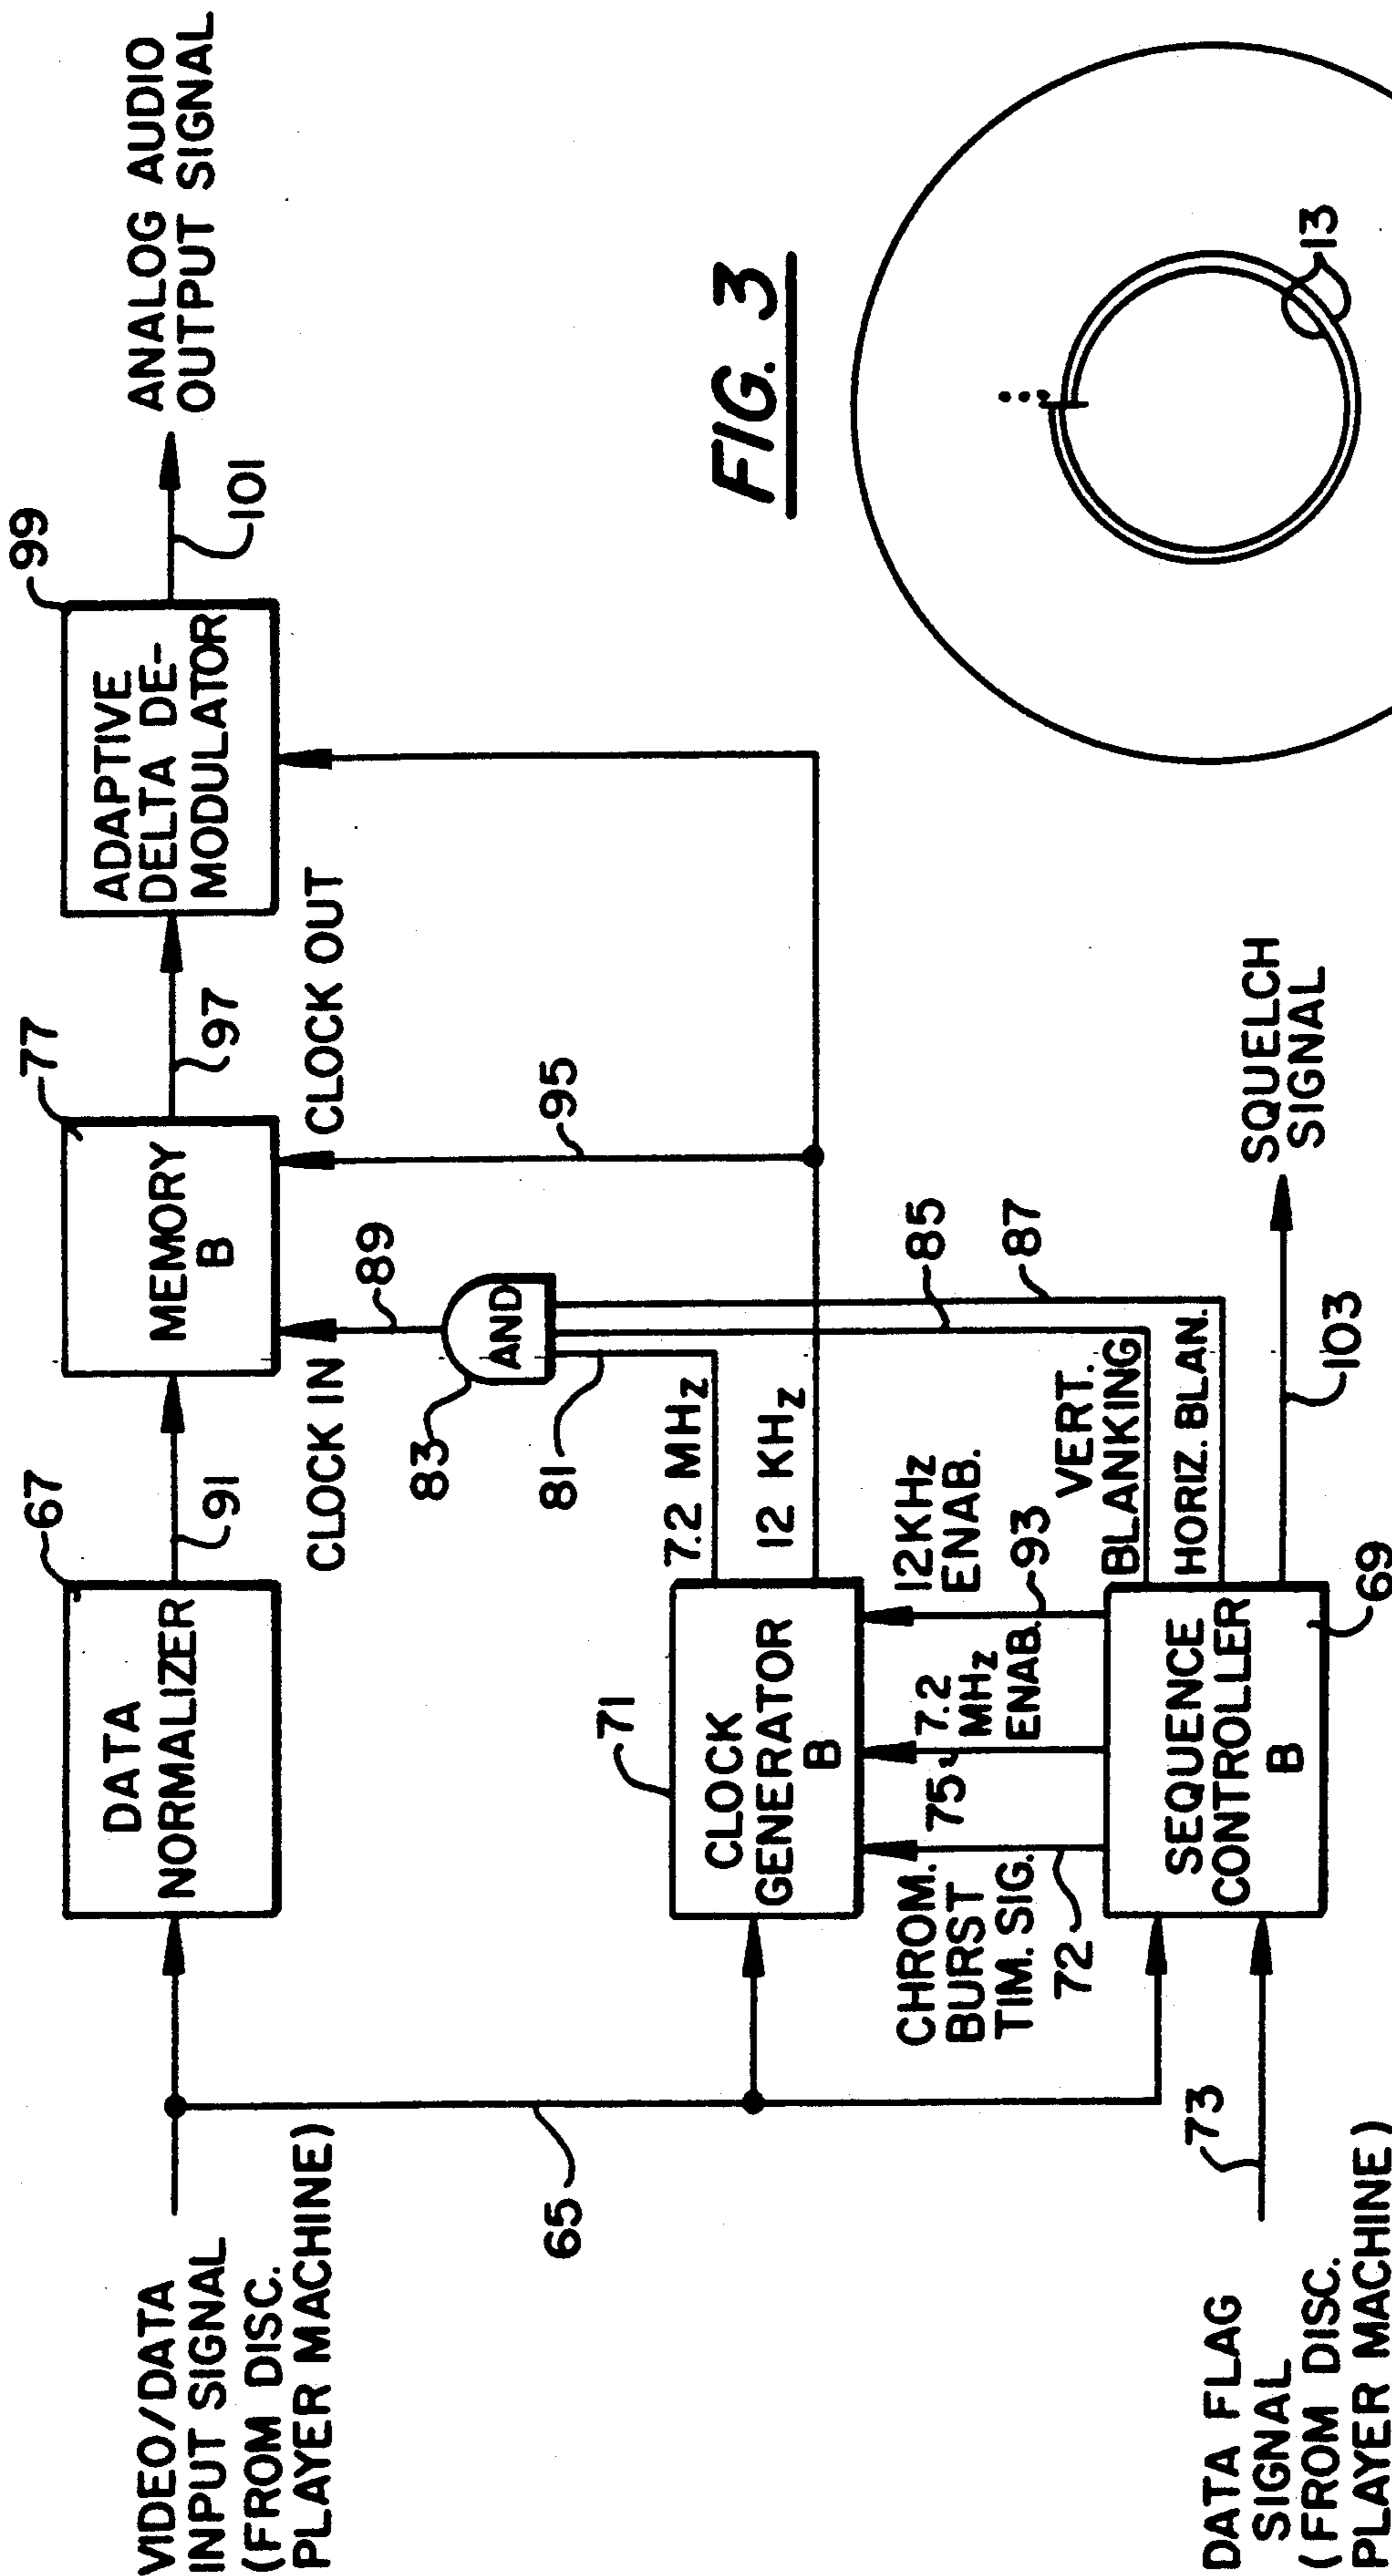 VIDEO/DATA
INPUT SIGNAL
(FROM DISC.
PLAYER MACHINE)
65
67
DATA
NORMALIZER
91
77
MEMORY
B
97
99
ADAPTIVE
DELTA DE-
MODULATOR
101
ANALOG AUDIO
OUTPUT SIGNAL
CLOCK IN
89
CLOCK OUT
95
83
AND
81
71
CLOCK
GENERATOR
B
7.2 MHz
12 KHz
85
87
CHROM.
BURST
TIM. SIG.
72
75
7.2
MHz
ENAB.
12KHz
ENAB.
93
VERT.
BLANKING
HORIZ. BLAN.
DATA FLAG
SIGNAL
(FROM DISC.
PLAYER MACHINE)
73
SEQUENCE
CONTROLLER
B
69
103
SQUELCH
SIGNAL
FIG. 3
13